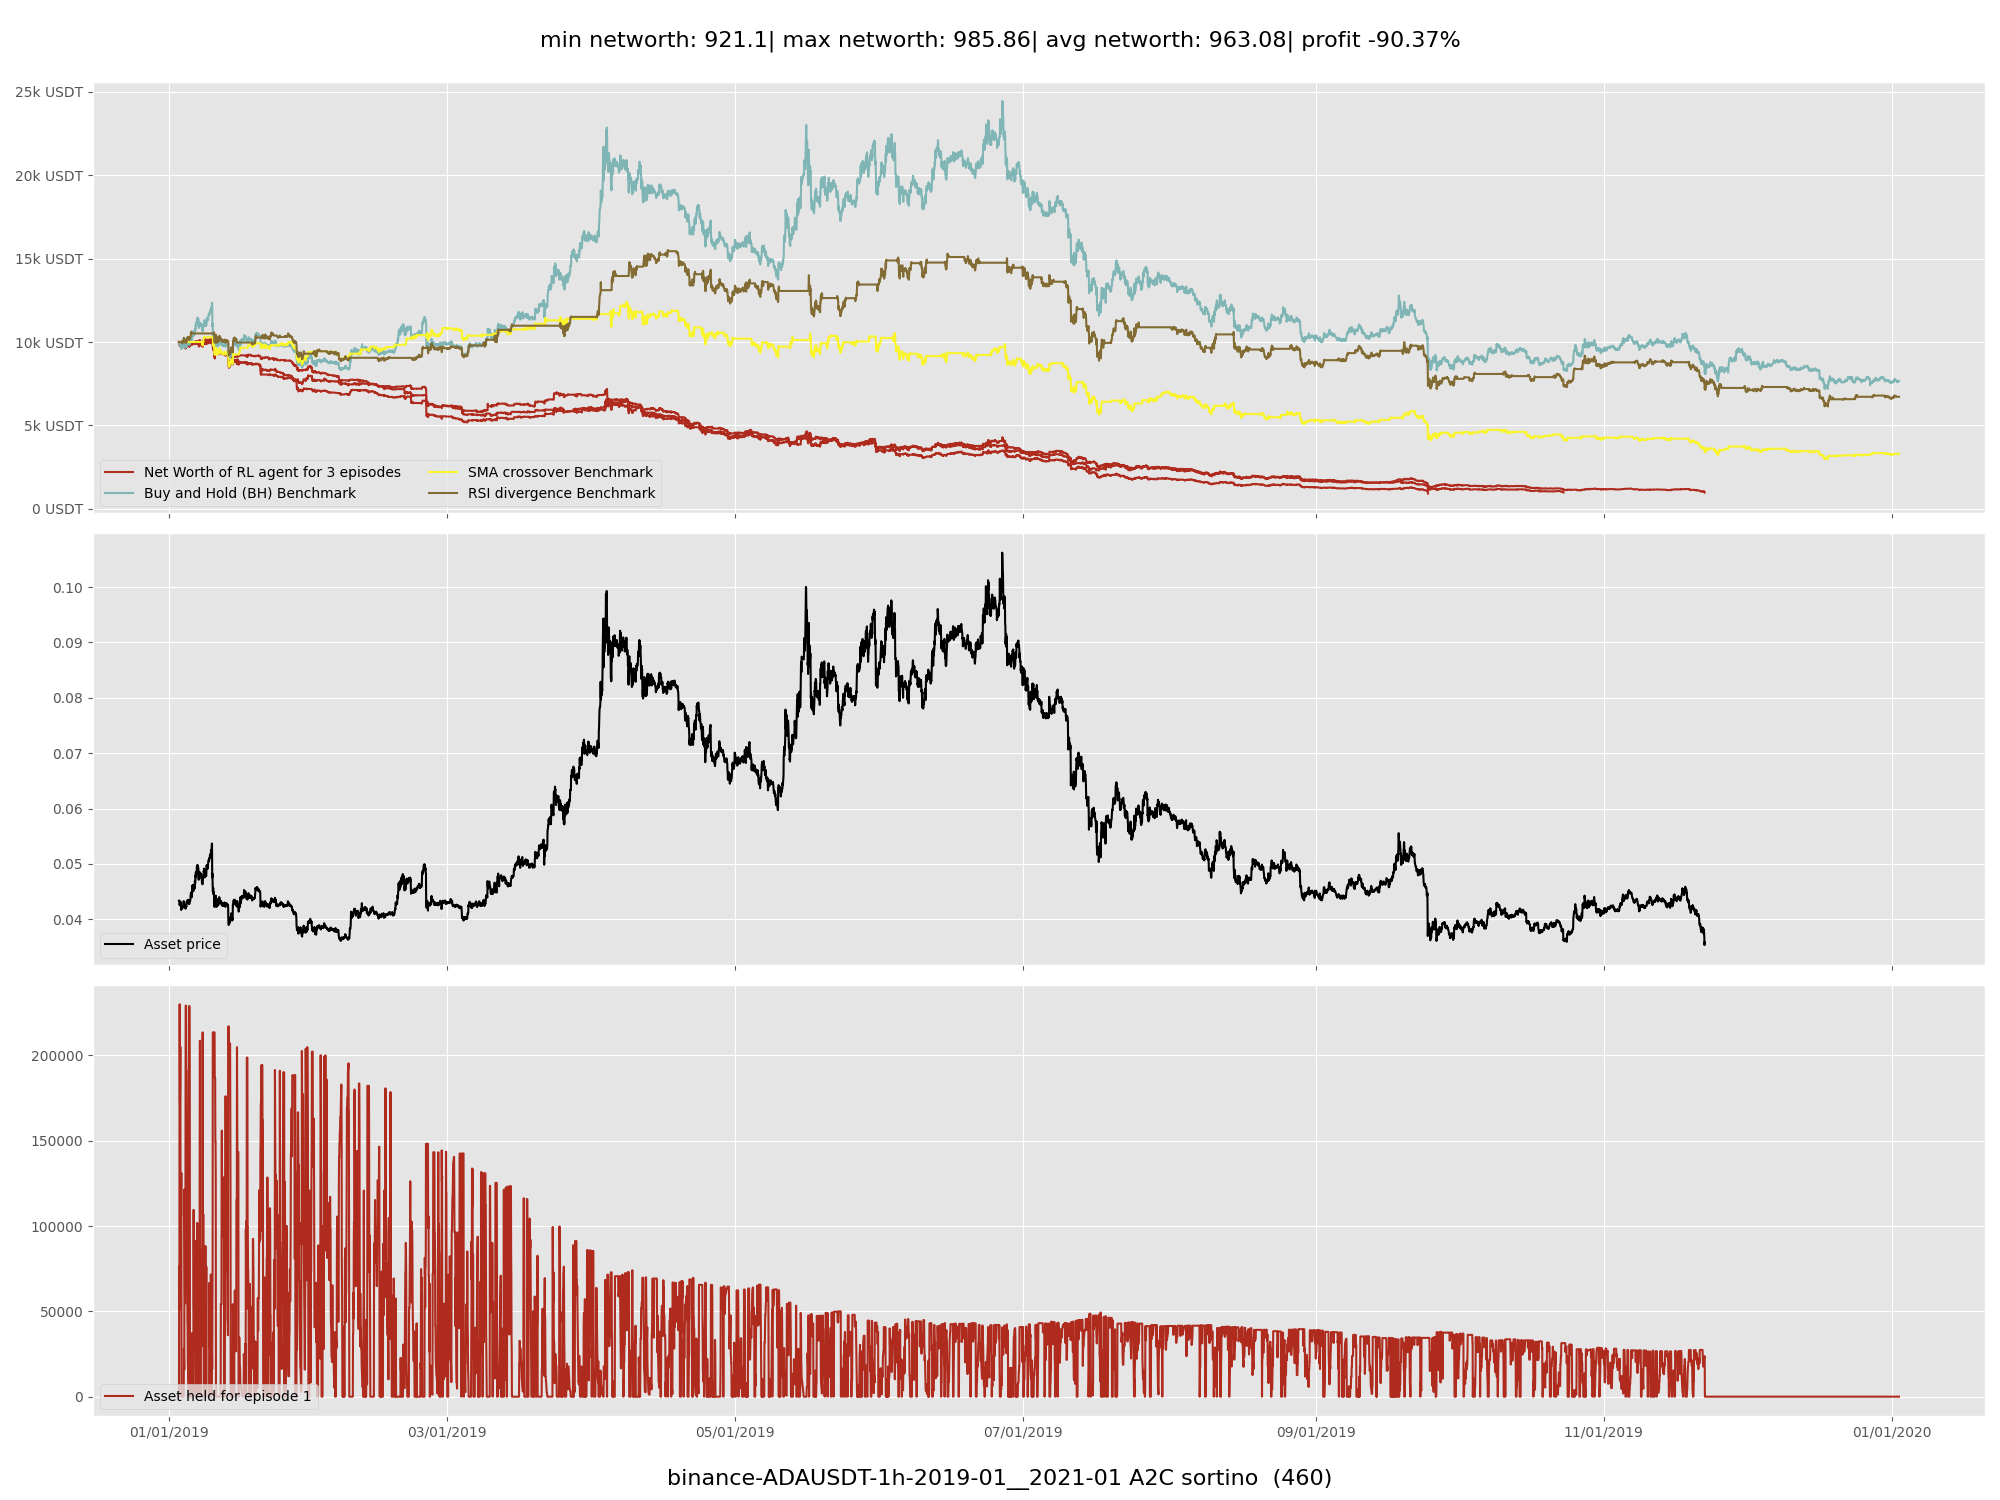 min networth: 921.1| max networth: 985.86| avg networth: 963.08| profit -90.37%
25k USDT
20k USDT
15k USDT
10k USDT
5k USDT
0 USDT
Net Worth of RL agent for 3 episodes
Buy and Hold (BH) Benchmark
SMA crossover Benchmark
RSI divergence Benchmark
0.10
0.09
0.08
0.07
0.06
0.05
0.04
Asset price
200000
150000
100000
50000
0
Asset held for episode 1
01/01/2019
03/01/2019
05/01/2019
07/01/2019
09/01/2019
11/01/2019
01/01/2020
binance-ADAUSDT-1h-2019-01__2021-01 A2C sortino  (460)